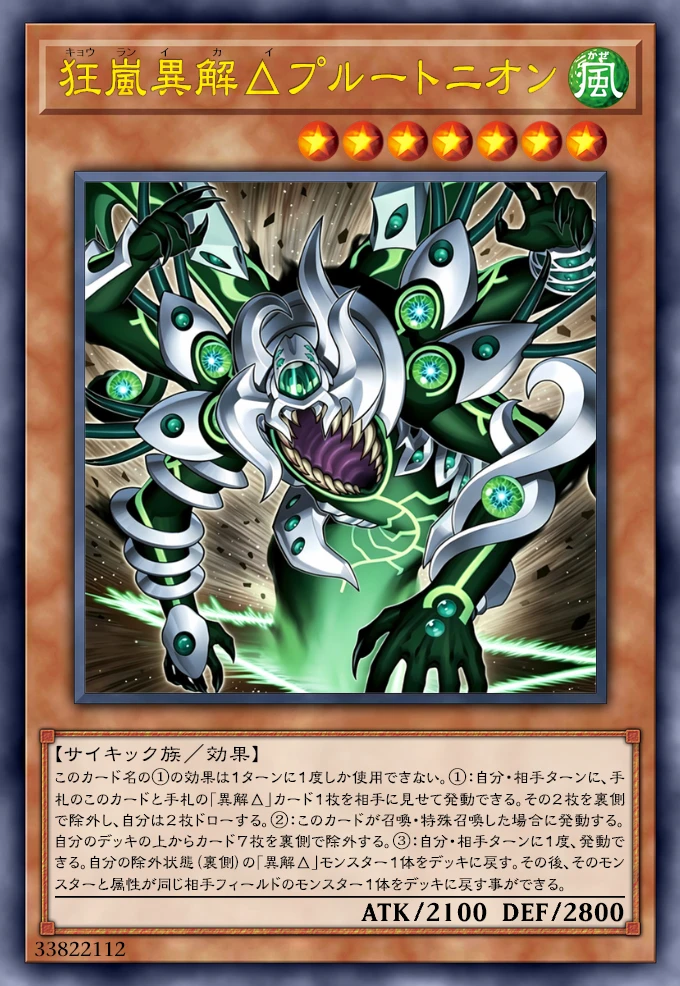 キョウ ラン イ カイ
狂嵐異解△プルートニオン
かぜ
風
【サイキック族／効果】
このカード名の①の効果は１ターンに１度しか使用できない。①：自分・相手ターンに、手
札のこのカードと手札の「異解△」カード１枚を相手に見せて発動できる。その２枚を裏側
で除外し、自分は２枚ドローする。②：このカードが召喚・特殊召喚した場合に発動する。
自分のデッキの上からカード７枚を裏側で除外する。③：自分・相手ターンに１度、発動で
きる。自分の除外状態（裏側）の「異解△」モンスター１体をデッキに戻す。その後、そのモン
スターと属性が同じ相手フィールドのモンスター１体をデッキに戻す事ができる。
ATK/2100 DEF/2800
33822112